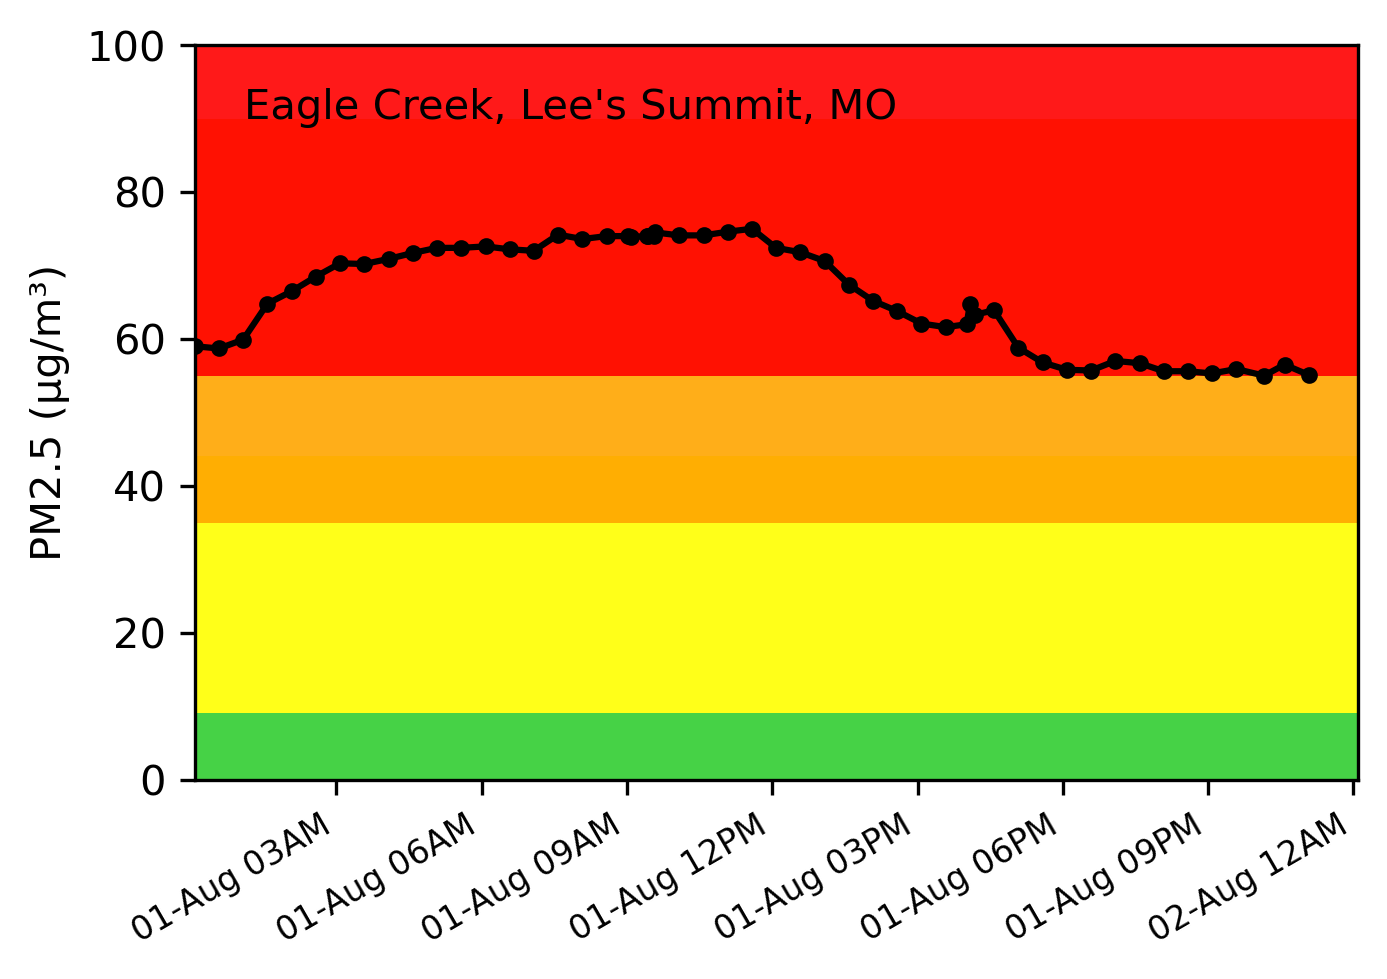 Eagle Creek, Lee's Summit, MO
PM2.5 (µg/m³)
100
80
60
40
20
0
01-Aug 03AM
01-Aug 06AM
01-Aug 09AM
01-Aug 12PM
01-Aug 03PM
01-Aug 06PM
01-Aug 09PM
02-Aug 12AM